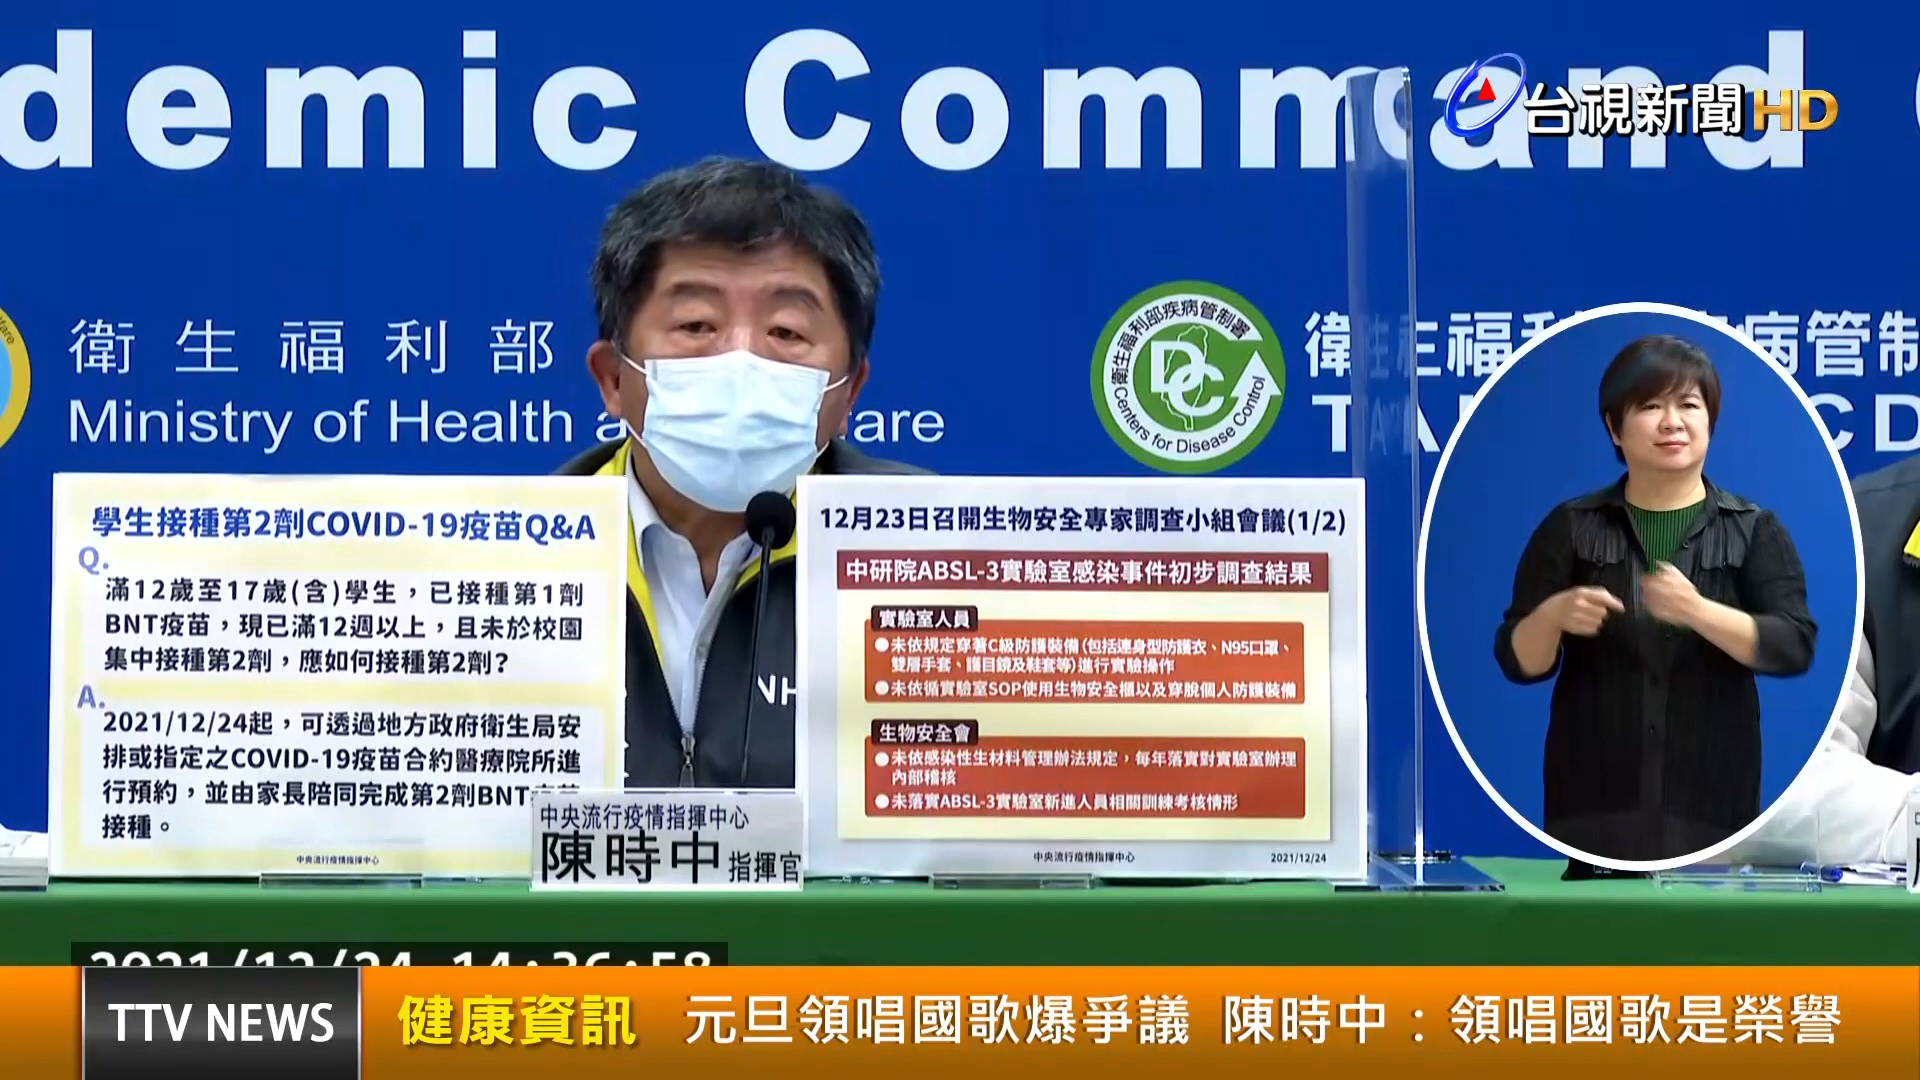 demic Command
台視新聞HD
衛生福利部
Ministry of Health a are
衛生福利部疾病管制署
Centers for Disease Control
學生接種第2劑COVID-19疫苗Q&A
Q.
滿12歲至17歲(含)學生，已接種第1劑
BNT疫苗，現已滿12週以上，且未於校園
集中接種第2劑，應如何接種第2劑?
A.
2021/12/24起，可透過地方政府衛生局安
排或指定之COVID-19疫苗合約醫療院所進
行預約，並由家長陪同完成第2劑BNT
接種。
中央流行疫情指揮中心
中央流行疫情指揮中心
陳時中 指揮官
12月23日召開生物安全專家調查小組會議(1/2)
中研院ABSL-3實驗室感染事件初步調查結果
實驗室人員
●未依規定穿著C級防護裝備(包括連身型防護衣、N95口罩、
雙層手套、護目鏡及鞋套等)進行實驗操作
●未依循實驗室SOP使用生物安全櫃以及穿脫個人防護裝備
生物安全會
●未依感染性生材料管理辦法規定，每年落實對實驗室辦理
內部稽核
●未落實ABSL-3實驗室新進人員相關訓練考核情形
中央流行疫情指揮中心
2021/12/24
2021/12/24 14:36:58
TTV NEWS
健康資訊
元旦領唱國歌爆爭議 陳時中：領唱國歌是榮譽